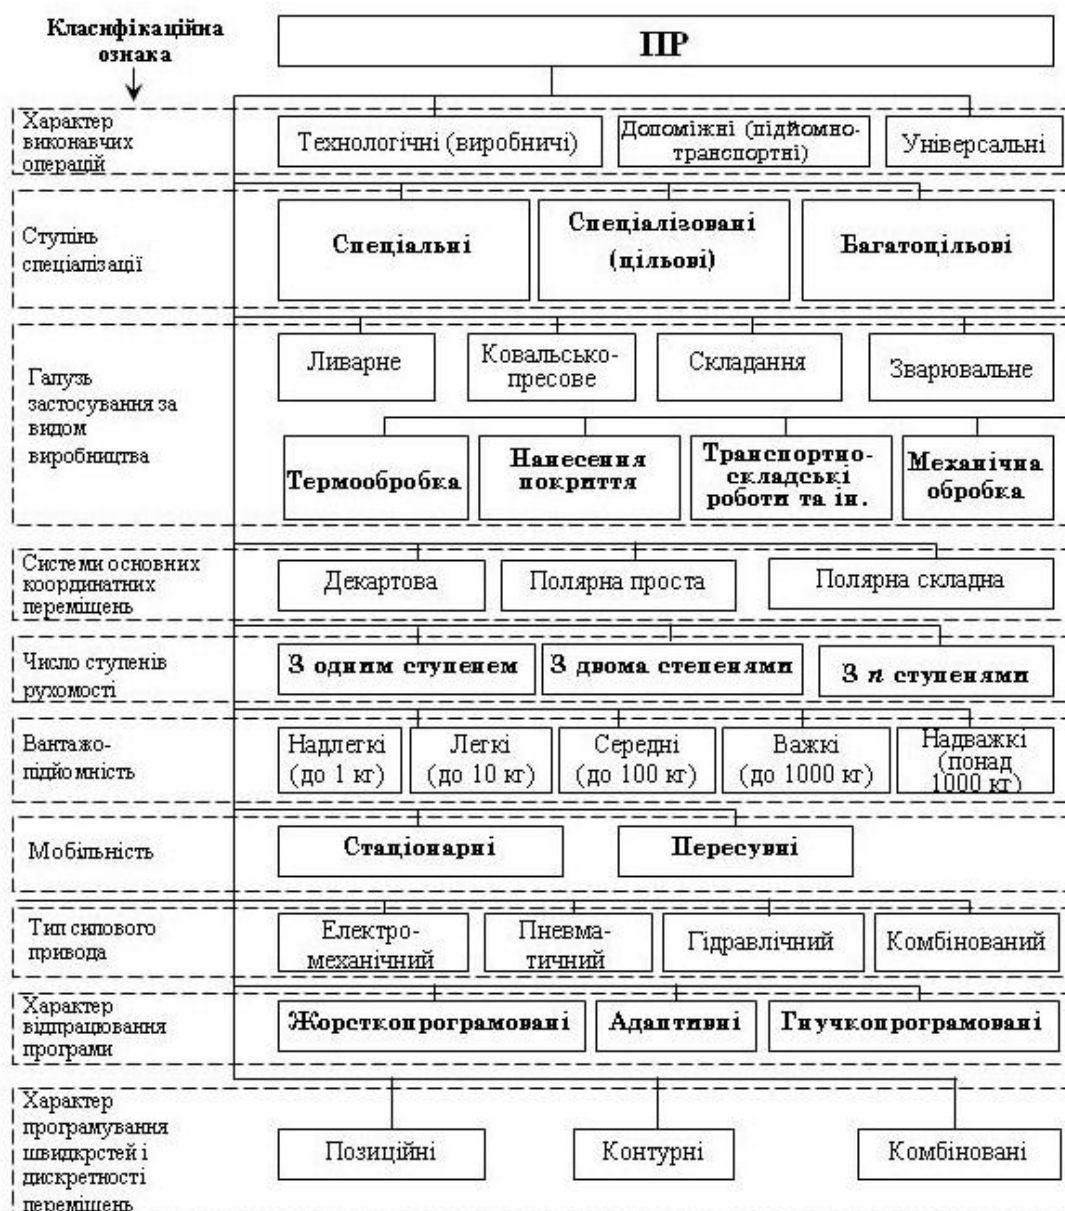 Класифікаційна
ознака
ПР
Характер
виконавчих
операцій
Технологічні (виробничі)
Допоміжні (підйомно-
транспортні)
Універсальні
Ступінь
спеціалізації
Спеціальні
Спеціалізовані
(цільові)
Багатоцільові
Галузь
застосування за
видом
виробництва
Ливарне
Ковальсько-
пресове
Складання
Зварювальне
Термообробка
Нанесення
покриття
Транспортно-
складські
роботи та ін.
Механічна
обробка
Системи основних
координатних
переміщень
Декартова
Полярна проста
Полярна складна
Число ступенів
рухомості
З одним ступенем
З двома степенями
З n ступенями
Вантажо-
підйомність
Надлегкі
(до 1 кг)
Легкі
(до 10 кг)
Середні
(до 100 кг)
Важкі
(до 1000 кг)
Надважкі
(понад
1000 кг)
Мобільність
Стаціонарні
Пересувні
Тип силового
привода
Електро-
механічний
Пневма-
тичний
Гідравлічний
Комбінований
Характер
відпрацювання
програми
Жорсткопрограмовані
Адаптивні
Гнучкопрограмовані
Характер
програмування
швидкрстей і
дискретності
переміщень
Позиційні
Контурні
Комбіновані